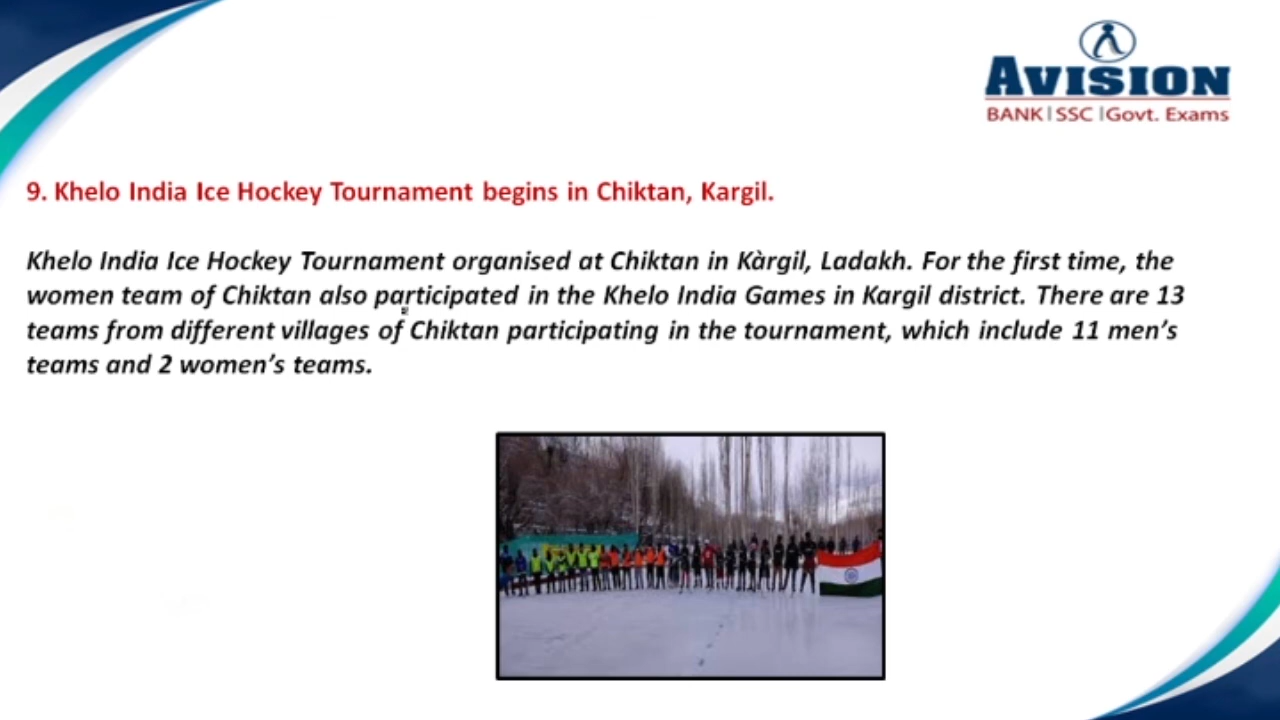 AVISION
BANK|SSC|Govt. Exams
9. Khelo India Ice Hockey Tournament begins in Chiktan, Kargil.
Khelo India Ice Hockey Tournament organised at Chiktan in Kàrgil, Ladakh. For the first time, the
women team of Chiktan also participated in the Khelo India Games in Kargil district. There are 13
teams from different villages of Chiktan participating in the tournament, which include 11 men's
teams and 2 women's teams.